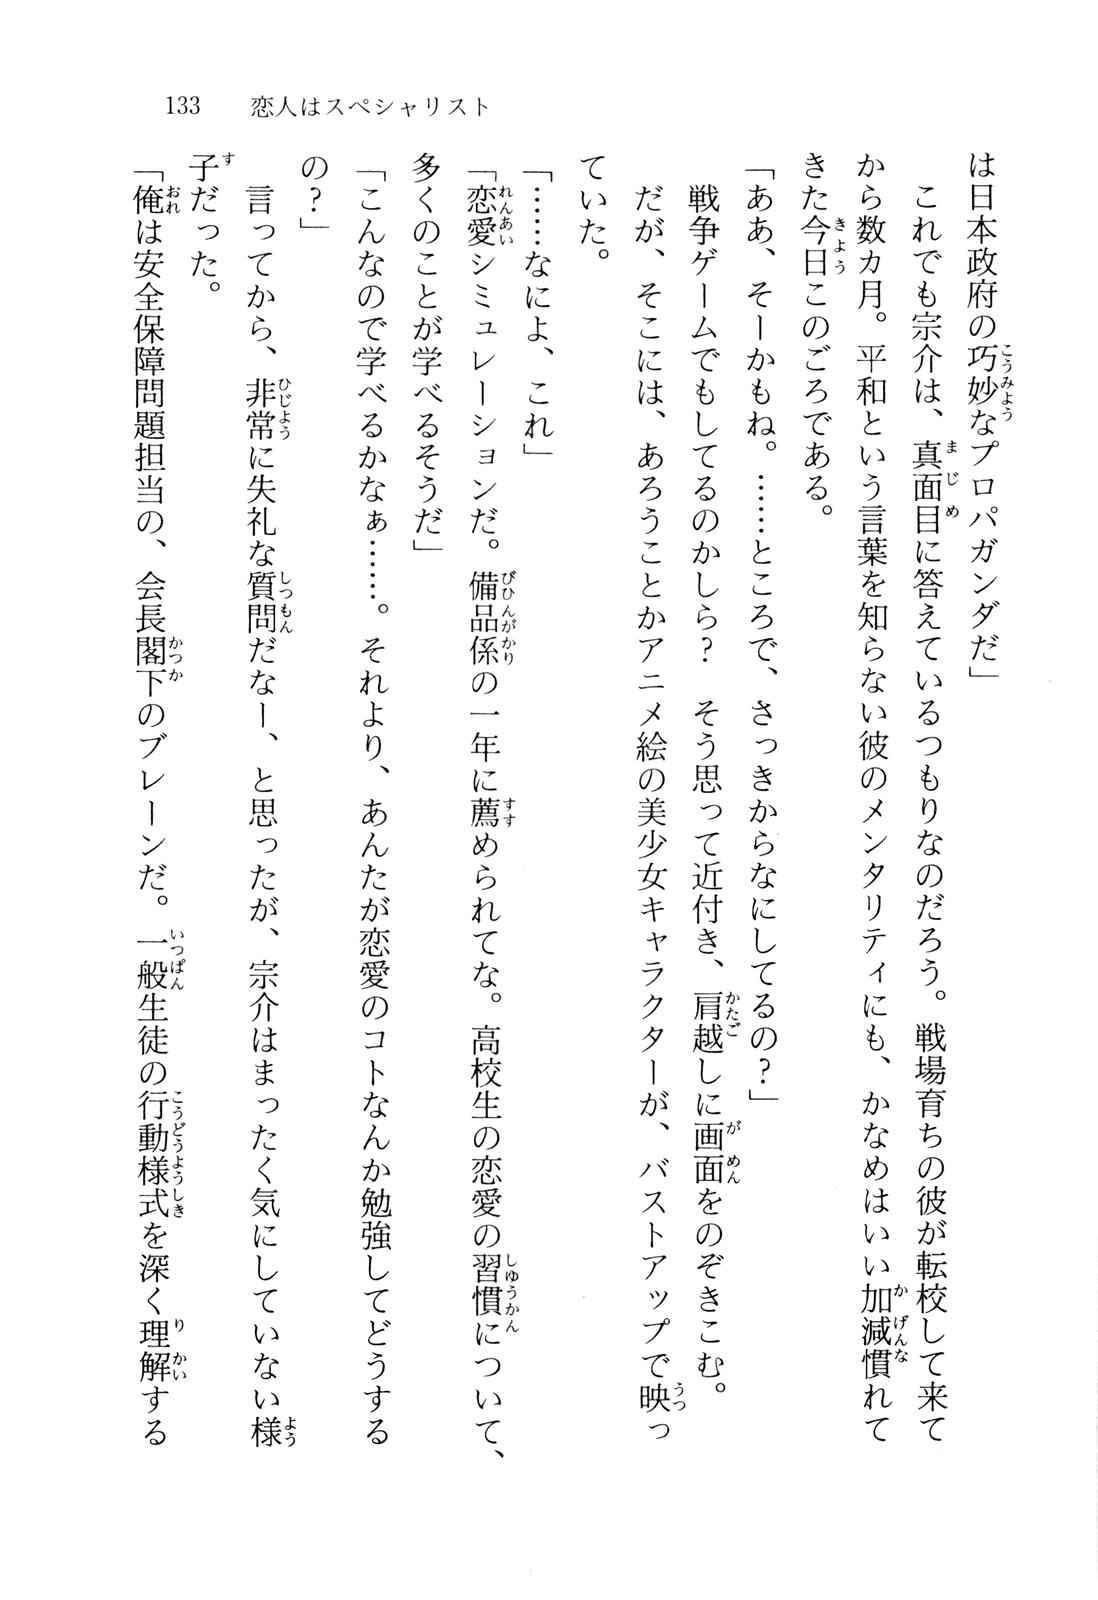 133 恋人はスペシャリスト
は日本政府の巧妙なプロパガンダだ」
これでも宗介は、真面目に答えているつもりなのだろう。戦場育ちの彼が転校して来て
から数カ月。平和という言葉を知らない彼のメンタリティにも、かなめはいい加減慣れて
きた今日このごろである。
「ああ、そーかもね。……ところで、さっきからなにしてるの?」
戦争ゲームでもしてるのかしら? そう思って近付き、肩越しに画面をのぞきこむ。
だが、そこには、あろうことかアニメ絵の美少女キャラクターが、バストアップで映っ
ていた。
「……なによ、これ」
「恋愛シミュレーションだ。備品係の一年に薦められてな。高校生の恋愛の習慣について、
多くのことが学べるそうだ」
「こんなので学べるかなぁ……。それより、あんたが恋愛のコトなんか勉強してどうする
の?」
言ってから、非常に失礼な質問だなー、と思ったが、宗介はまったく気にしていない様
子だった。
「俺は安全保障問題担当の、会長閣下のブレーンだ。一般生徒の行動様式を深く理解する